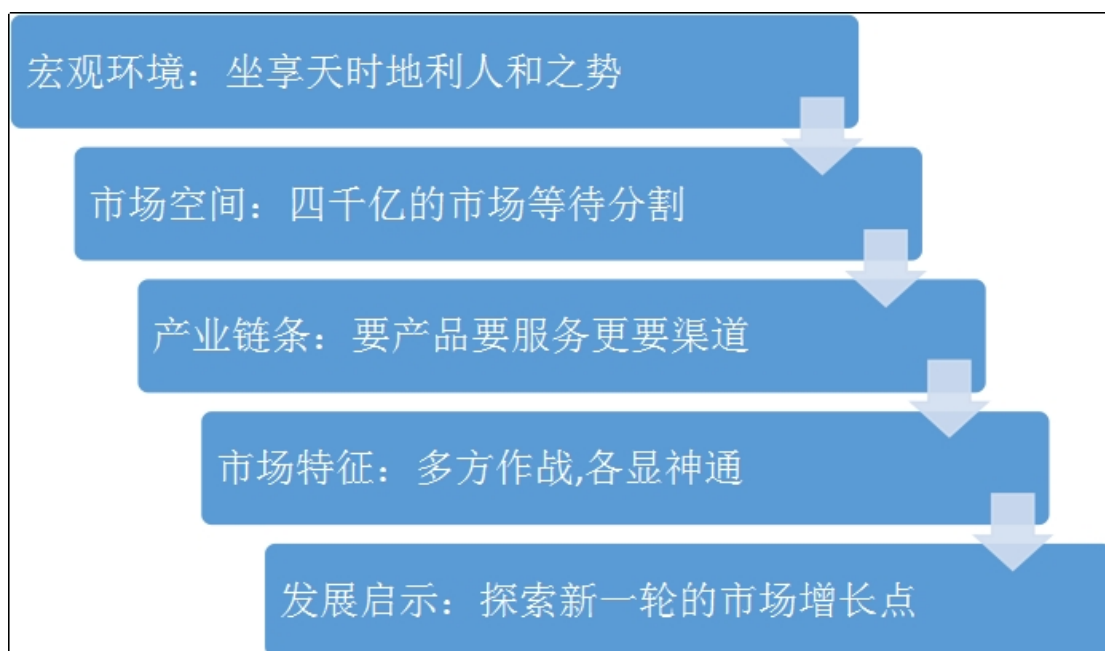 宏观环境：坐享天时地利人和之势
市场空间：四千亿的市场等待分割
产业链条：要产品要服务更要渠道
市场特征：多方作战,各显神通
发展启示：探索新一轮的市场增长点